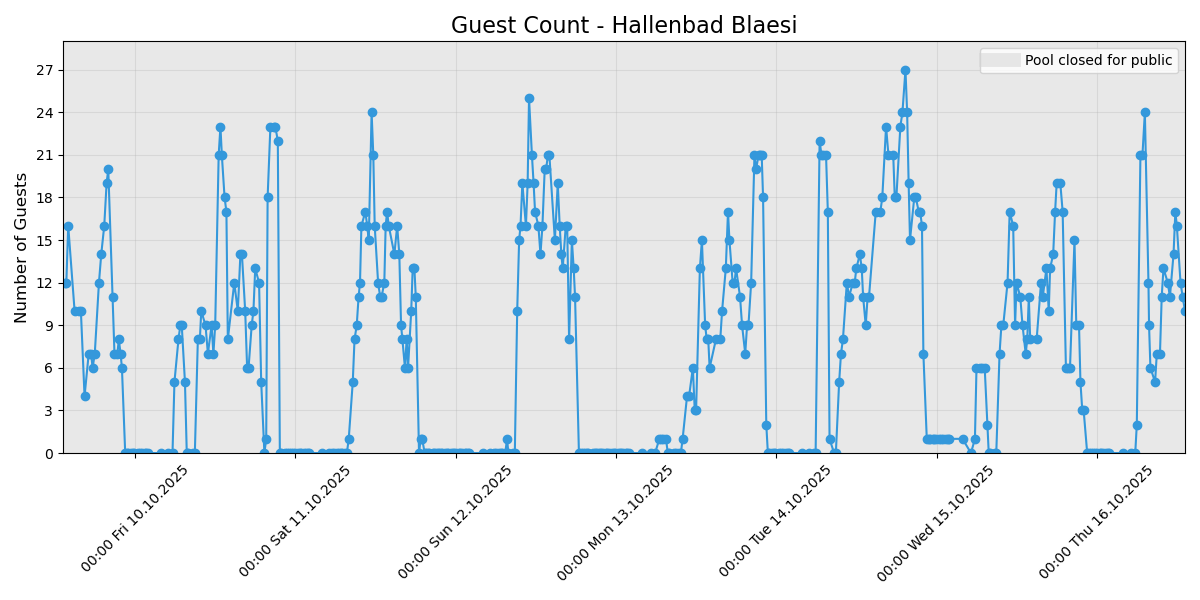 Guest Count - Hallenbad Blaesi
Pool closed for public
Number of Guests
27
24
21
18
15
12
9
6
3
0
00:00 Fri 10.10.2025
00:00 Sat 11.10.2025
00:00 Sun 12.10.2025
00:00 Mon 13.10.2025
00:00 Tue 14.10.2025
00:00 Wed 15.10.2025
00:00 Thu 16.10.2025